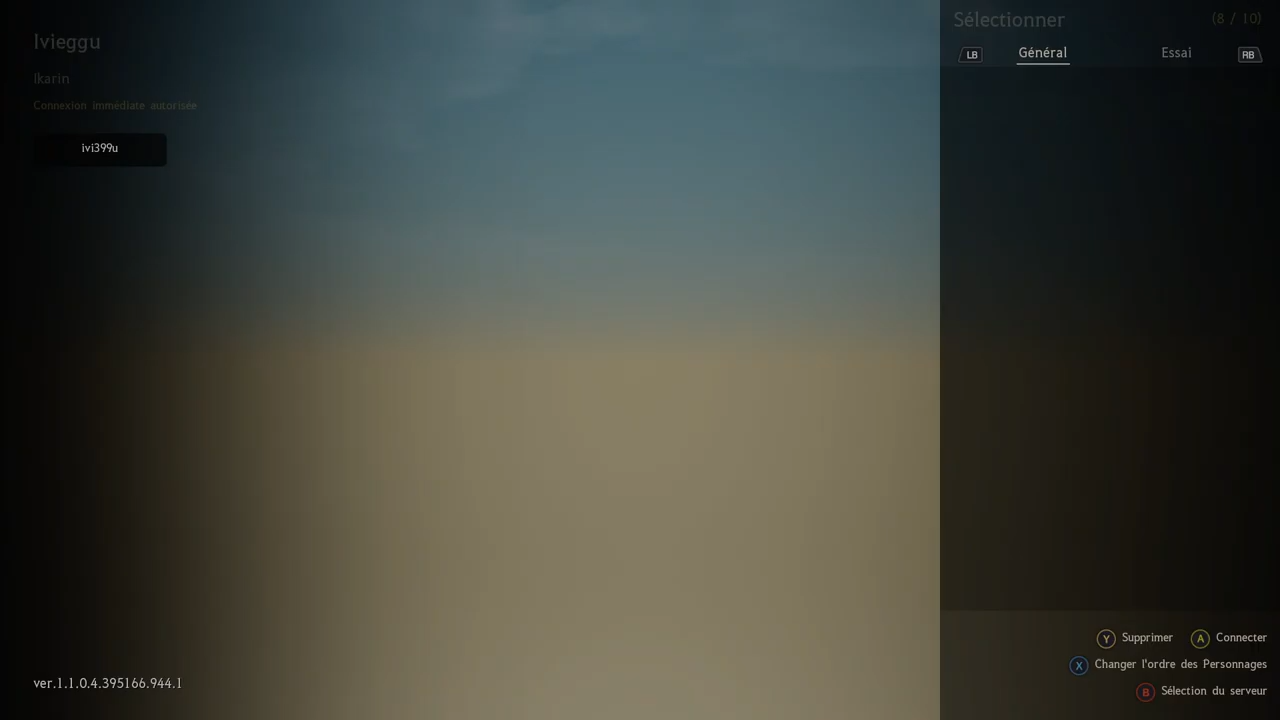 Ivieggu
Ikarin
Connexion immédiate autorisée
ivi399u
Sélectionner (8 / 10)
LB Général Essai RB
Y Supprimer A Connecter
X Changer l'ordre des Personnages
B Sélection du serveur
ver.1.1.0.4.395166.944.1